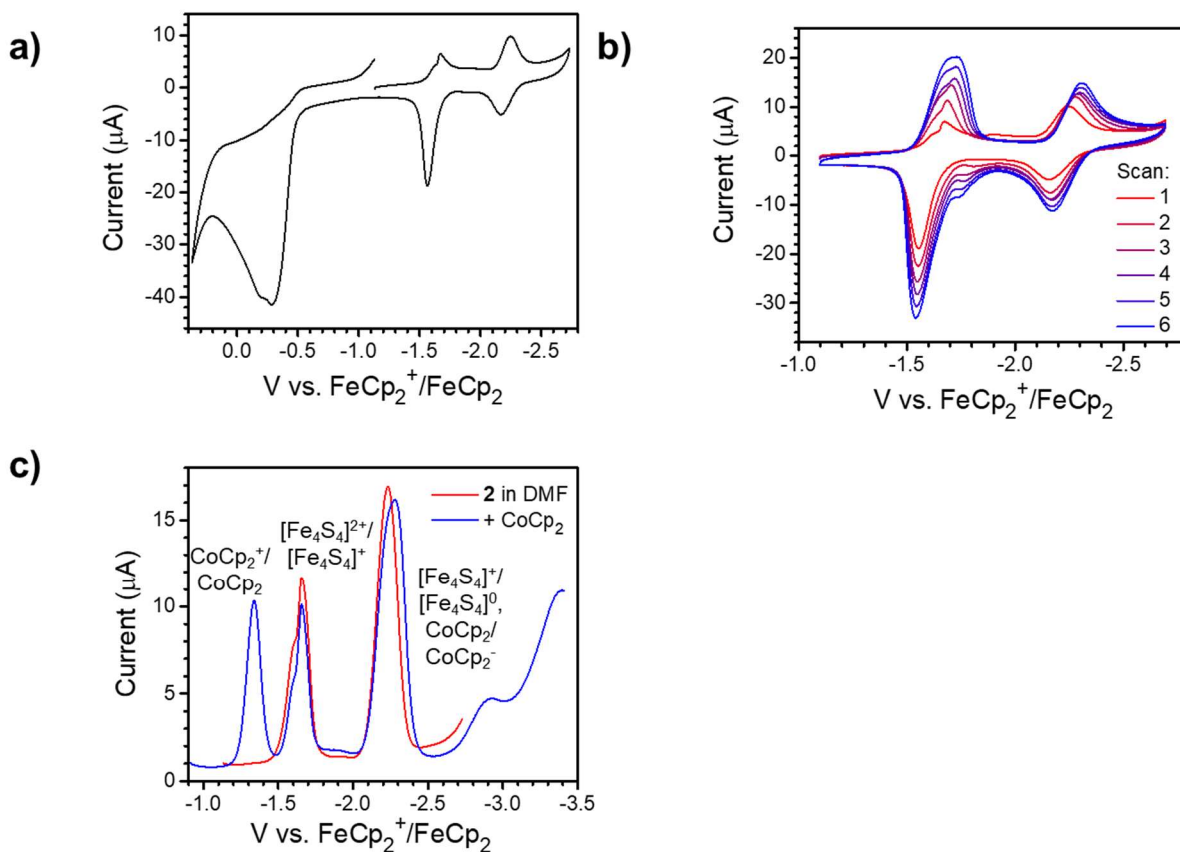 a)
10
0
-10
-20
-30
-40
Current (μA)
0.0 -0.5 -1.0 -1.5 -2.0 -2.5
V vs. FeCp₂⁺/FeCp₂
b)
20
10
0
-10
-20
-30
Current (μA)
Scan:
1
2
3
4
5
6
-1.0 -1.5 -2.0 -2.5
V vs. FeCp₂⁺/FeCp₂
c)
15
10
5
0
Current (μA)
2 in DMF
+ CoCp₂
CoCp₂⁺/
CoCp₂
[Fe₄S₄]²⁺/
[Fe₄S₄]⁺
[Fe₄S₄]⁺/
[Fe₄S₄]⁰,
CoCp₂/
CoCp₂⁻
-1.0 -1.5 -2.0 -2.5 -3.0 -3.5
V vs. FeCp₂⁺/FeCp₂